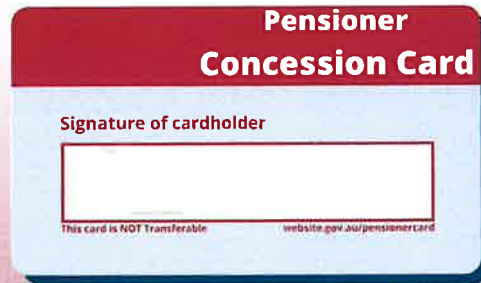 Pensioner
Concession Card
Signature of cardholder
This card is NOT Transferable website.gov.au/pensionercard